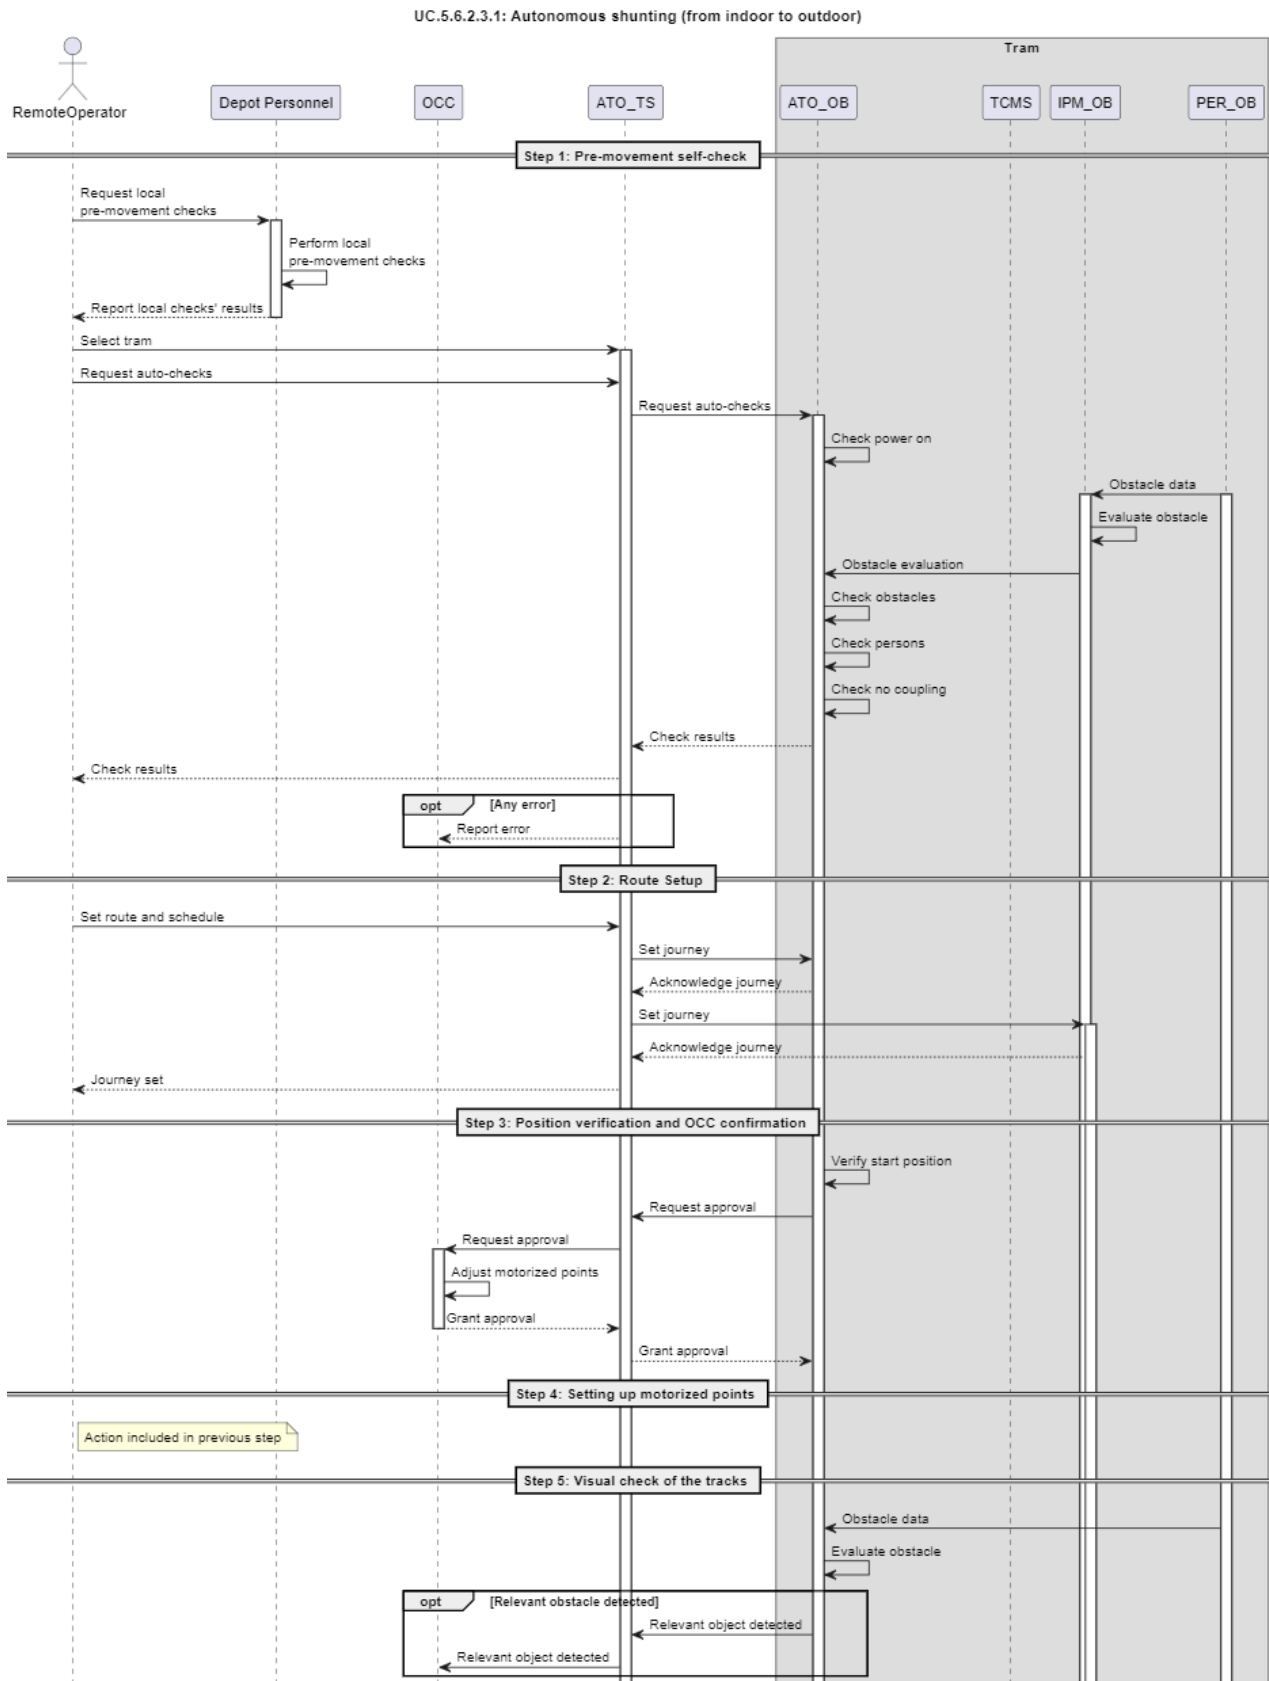 UC.5.6.2.3.1: Autonomous shunting (from indoor to outdoor)
Tram
RemoteOperator
Depot Personnel
OCC
ATO_TS
ATO_OB
TCMS
IPM_OB
PER_OB
Step 1: Pre-movement self-check
Request local
pre-movement checks
Perform local
pre-movement checks
Report local checks' results
Select tram
Request auto-checks
Request auto-checks
Check power on
Obstacle data
Evaluate obstacle
Obstacle evaluation
Check obstacles
Check persons
Check no coupling
Check results
Check results
opt
[Any error]
Report error
Step 2: Route Setup
Set route and schedule
Set journey
Acknowledge journey
Set journey
Acknowledge journey
Journey set
Step 3: Position verification and OCC confirmation
Verify start position
Request approval
Request approval
Adjust motorized points
Grant approval
Grant approval
Step 4: Setting up motorized points
Action included in previous step
Step 5: Visual check of the tracks
Obstacle data
Evaluate obstacle
opt
[Relevant obstacle detected]
Relevant object detected
Relevant object detected